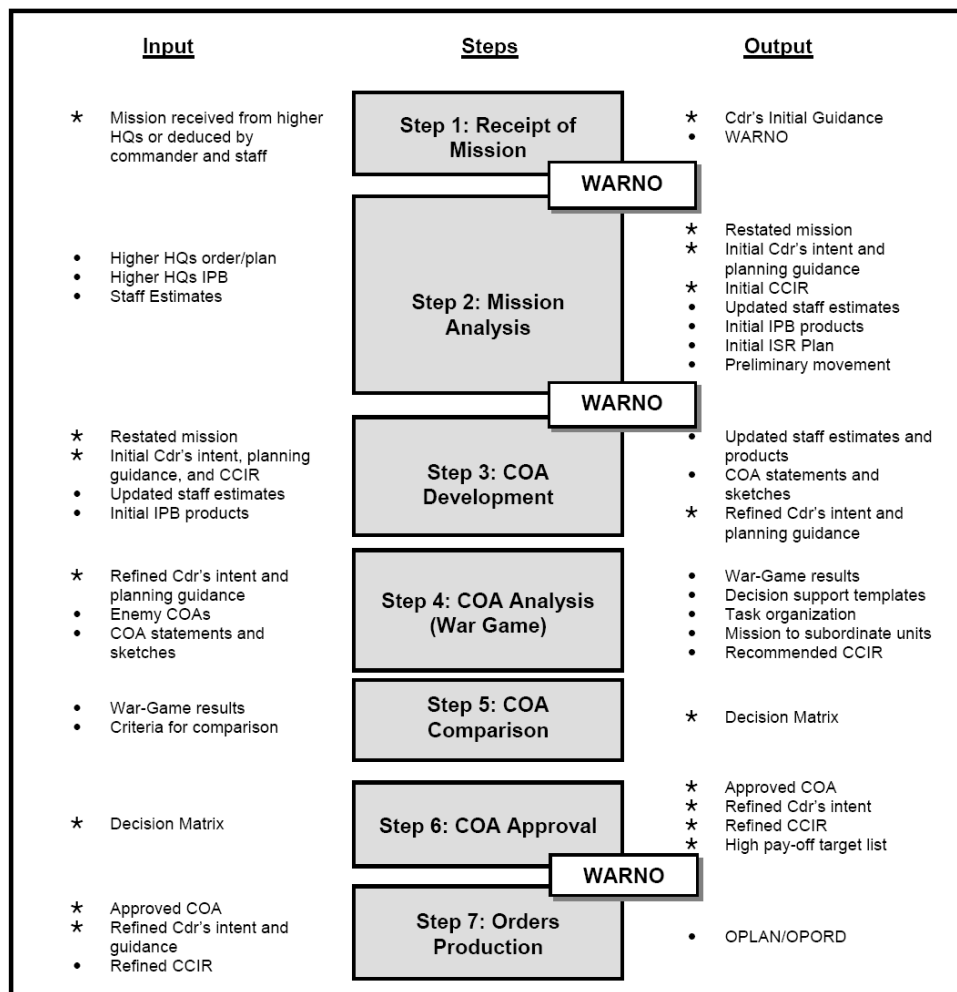 Input
Steps
Output
* Mission received from higher
HQs or deduced by
commander and staff
Step 1: Receipt of
Mission
* Cdr's Initial Guidance
• WARNO
WARNO
• Higher HQs order/plan
• Higher HQs IPB
• Staff Estimates
Step 2: Mission
Analysis
* Restated mission
* Initial Cdr's intent and
planning guidance
* Initial CCIR
• Updated staff estimates
• Initial IPB products
• Initial ISR Plan
• Preliminary movement
WARNO
* Restated mission
* Initial Cdr's intent, planning
guidance, and CCIR
• Updated staff estimates
• Initial IPB products
Step 3: COA
Development
• Updated staff estimates and
products
• COA statements and
sketches
* Refined Cdr's intent and
planning guidance
* Refined Cdr's intent and
planning guidance
• Enemy COAs
• COA statements and
sketches
Step 4: COA Analysis
(War Game)
• War-Game results
• Decision support templates
• Task organization
• Mission to subordinate units
• Recommended CCIR
• War-Game results
• Criteria for comparison
Step 5: COA
Comparison
* Decision Matrix
* Decision Matrix
Step 6: COA Approval
* Approved COA
* Refined Cdr's intent
* Refined CCIR
* High pay-off target list
WARNO
* Approved COA
* Refined Cdr's intent and
guidance
• Refined CCIR
Step 7: Orders
Production
• OPLAN/OPORD